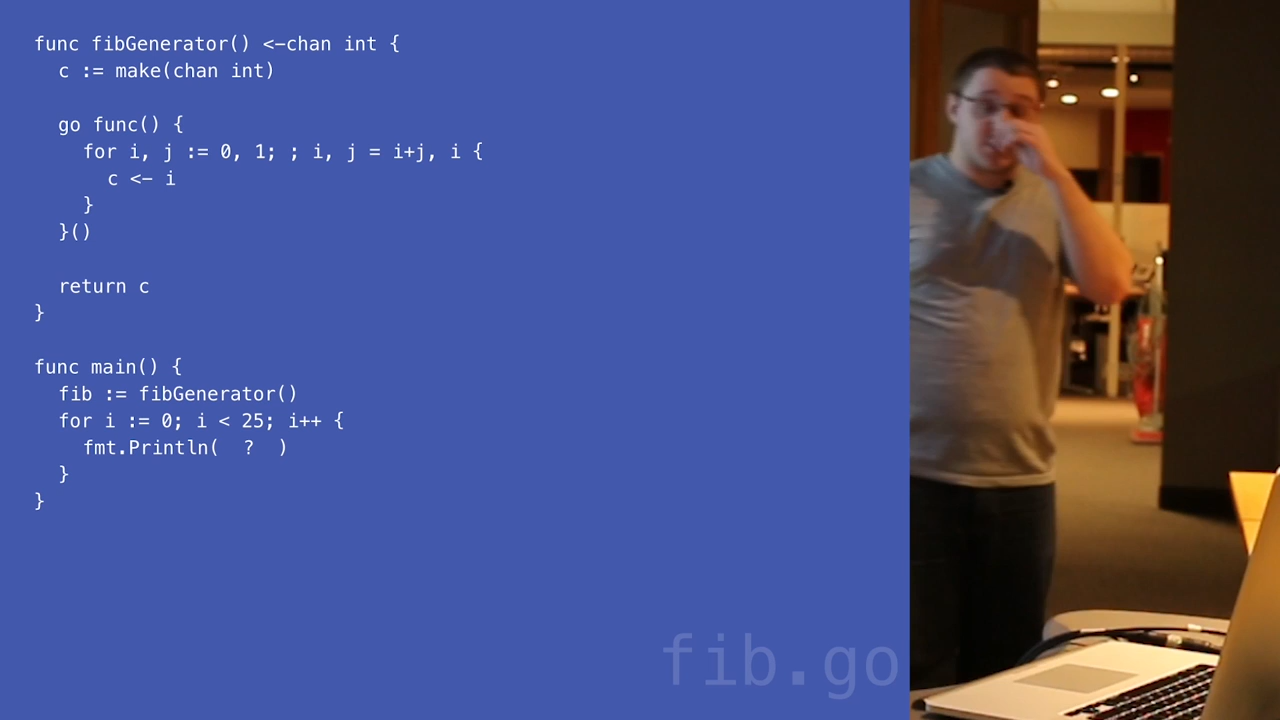 func fibGenerator() <-chan int {
c := make(chan int)
go func() {
for i, j := 0, 1; ; i, j = i+j, i {
c <- i
}
}()
return c
}
func main() {
fib := fibGenerator()
for i := 0; i < 25; i++ {
fmt.Println( ? )
}
}
fib.go